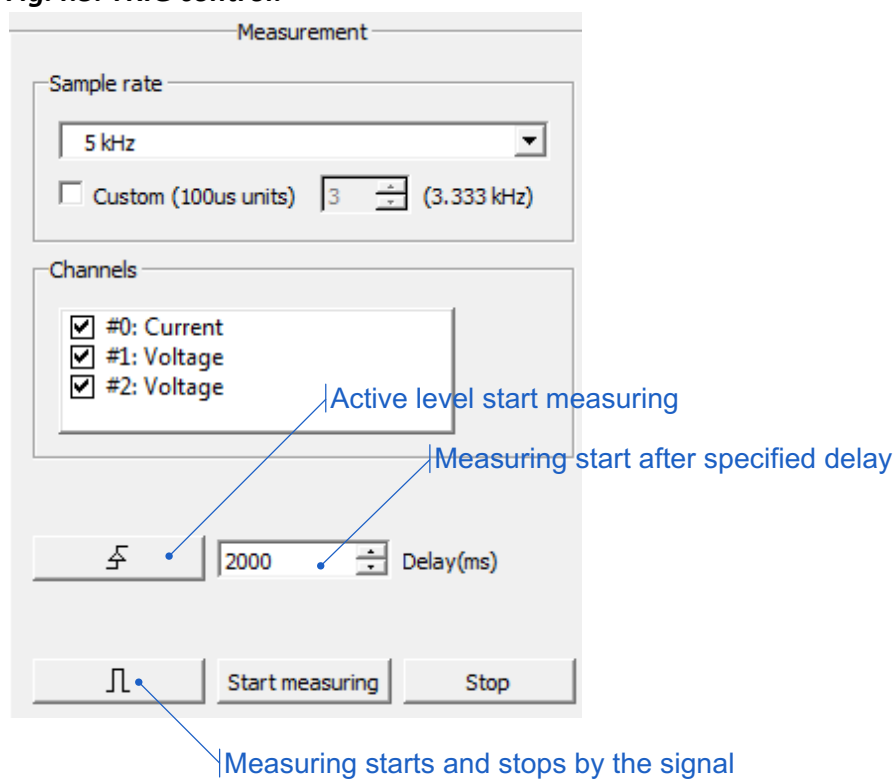 Measurement
Sample rate
5 kHz
Custom (100us units) 3 (3.333 kHz)
Channels
#0: Current
#1: Voltage
#2: Voltage
Active level start measuring
Measuring start after specified delay
2000 Delay(ms)
Start measuring Stop
Measuring starts and stops by the signal